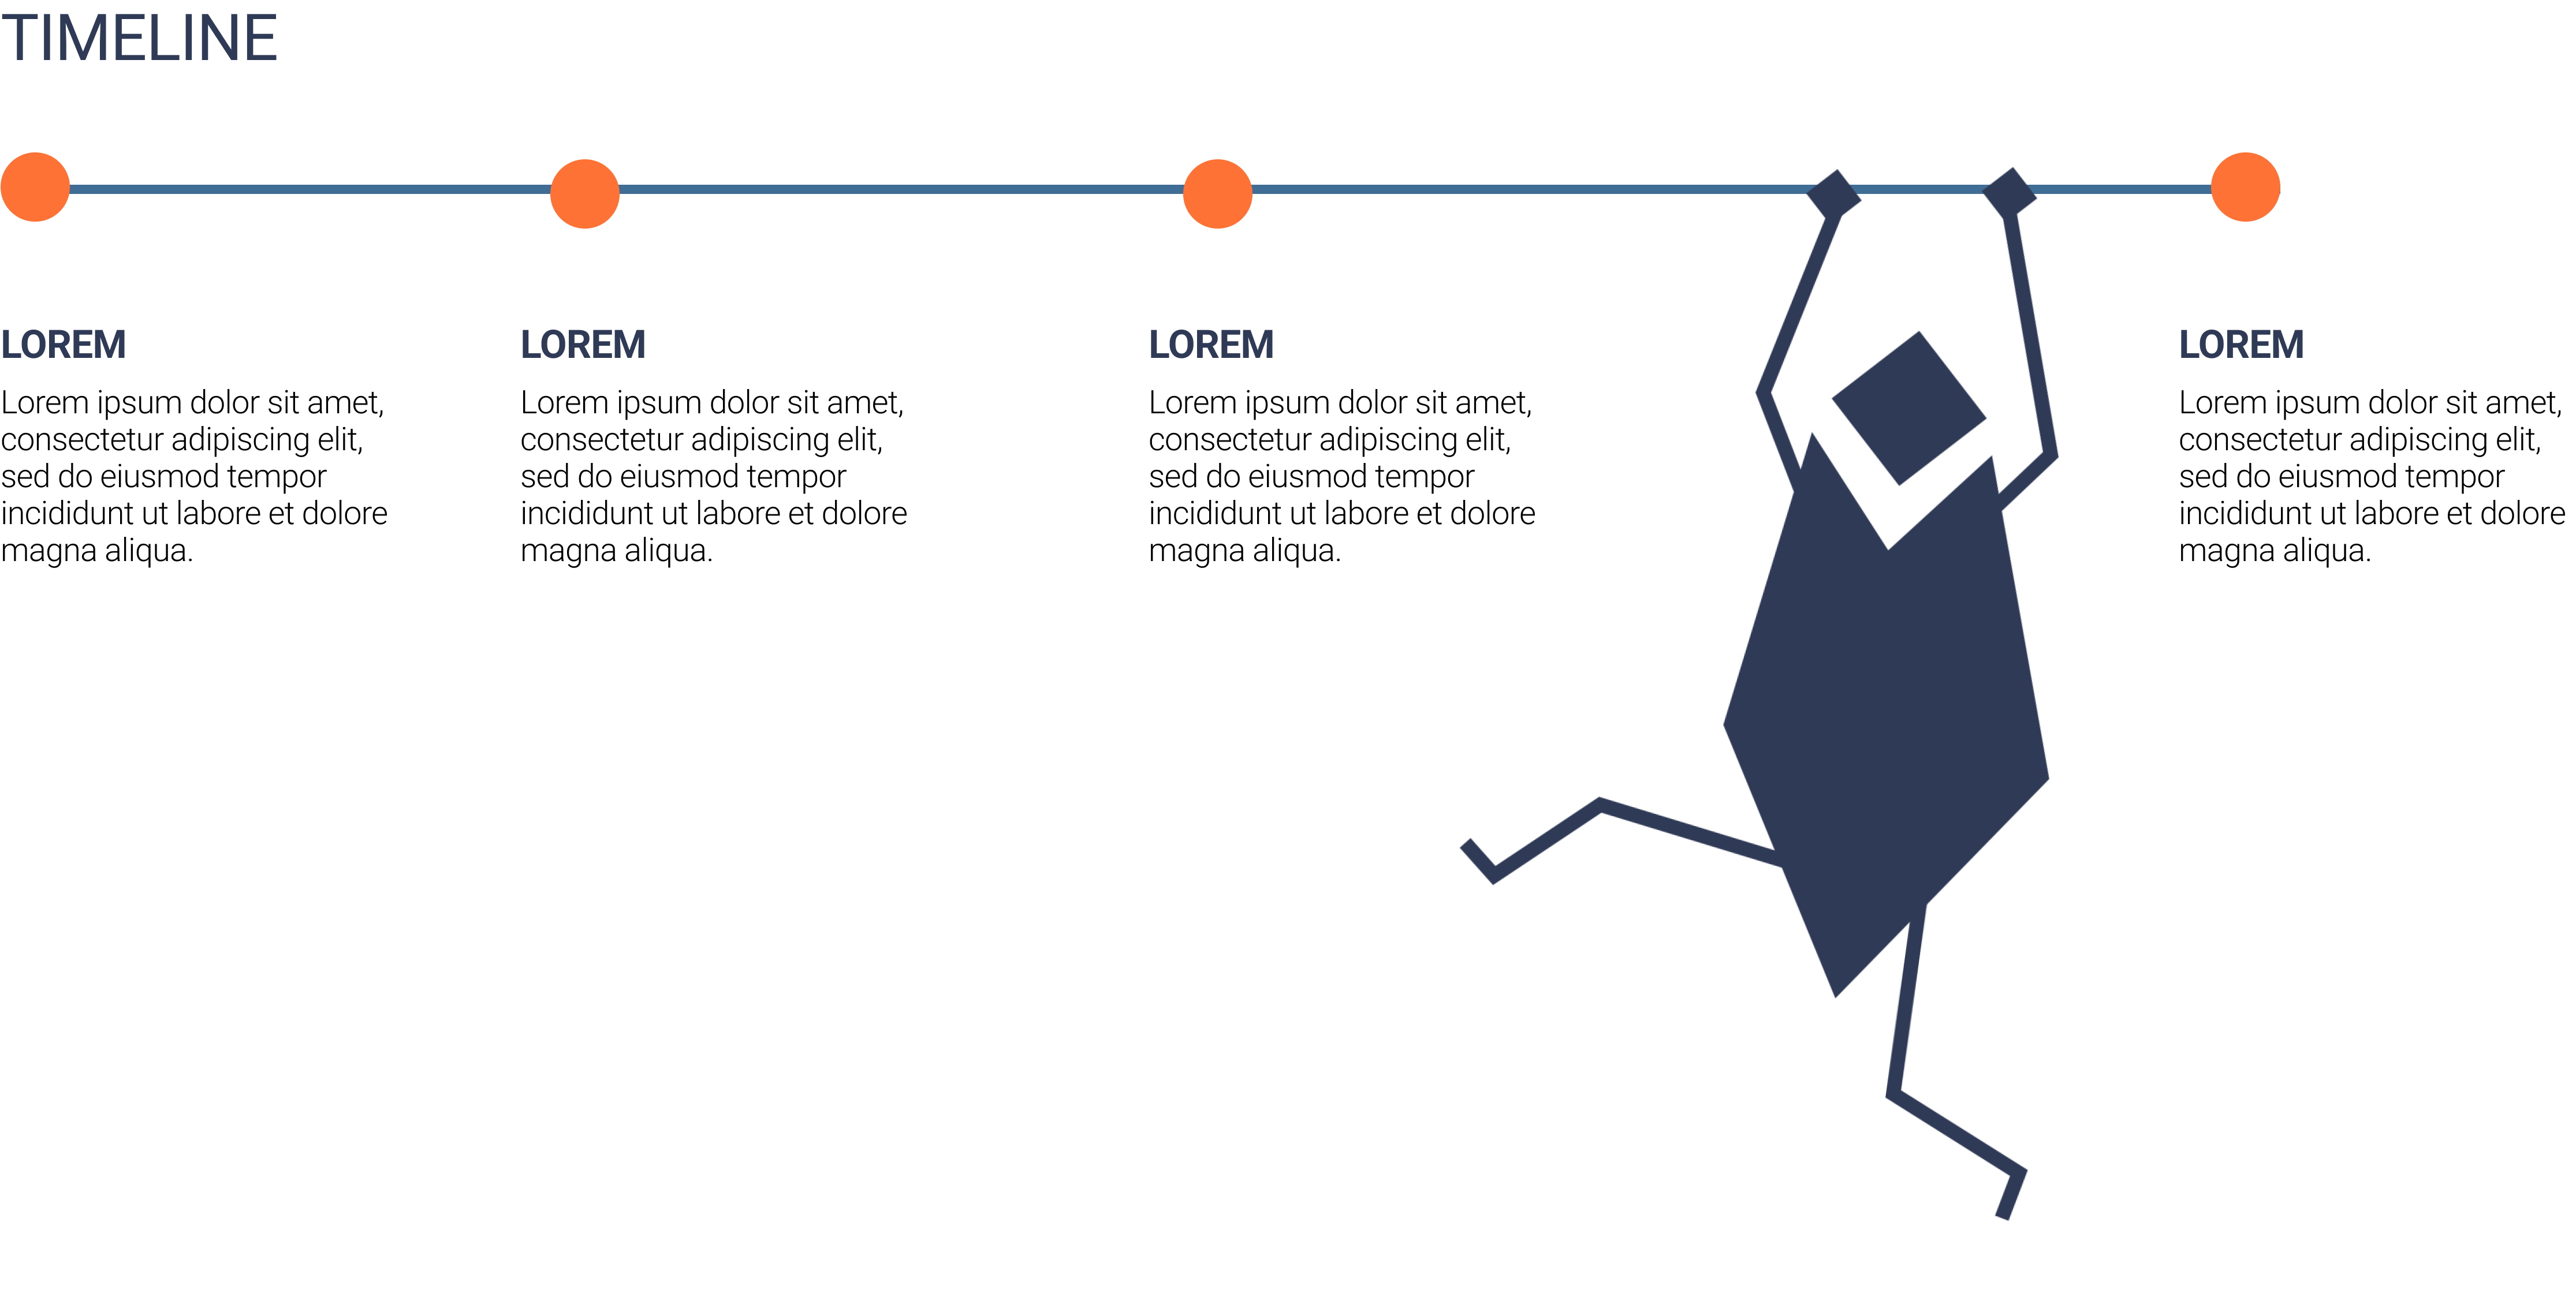 TIMELINE
LOREM
Lorem ipsum dolor sit amet,
consectetur adipiscing elit,
sed do eiusmod tempor
incididunt ut labore et dolore
magna aliqua.
LOREM
Lorem ipsum dolor sit amet,
consectetur adipiscing elit,
sed do eiusmod tempor
incididunt ut labore et dolore
magna aliqua.
LOREM
Lorem ipsum dolor sit amet,
consectetur adipiscing elit,
sed do eiusmod tempor
incididunt ut labore et dolore
magna aliqua.
LOREM
Lorem ipsum dolor sit amet,
consectetur adipiscing elit,
sed do eiusmod tempor
incididunt ut labore et dolore
magna aliqua.